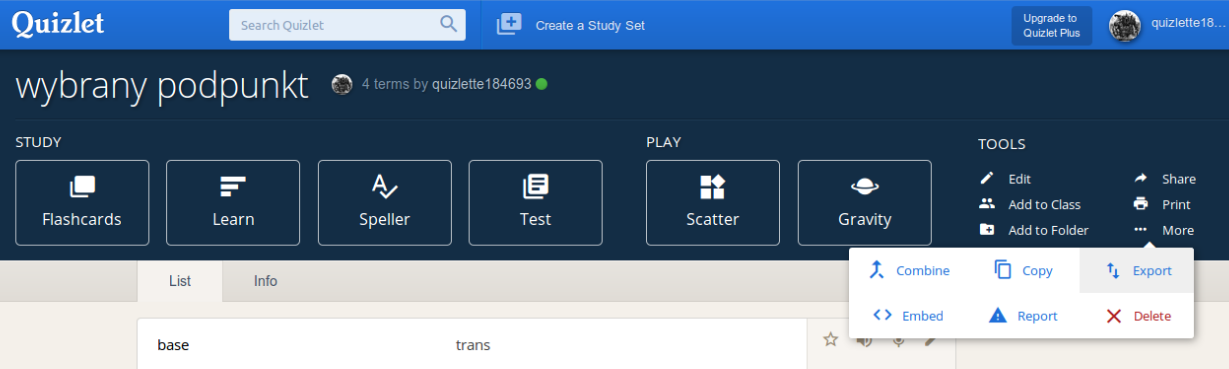 Quizlet
Search Quizlet
Create a Study Set
Upgrade to
Quizlet Plus
quizlette18...
wybrany podpunkt
4 terms by quizlette184693
STUDY
Flashcards
Learn
Speller
Test
PLAY
Scatter
Gravity
TOOLS
Edit
Share
Add to Class
Print
Add to Folder
More
Combine
Copy
Export
Embed
Report
Delete
List
Info
base
trans